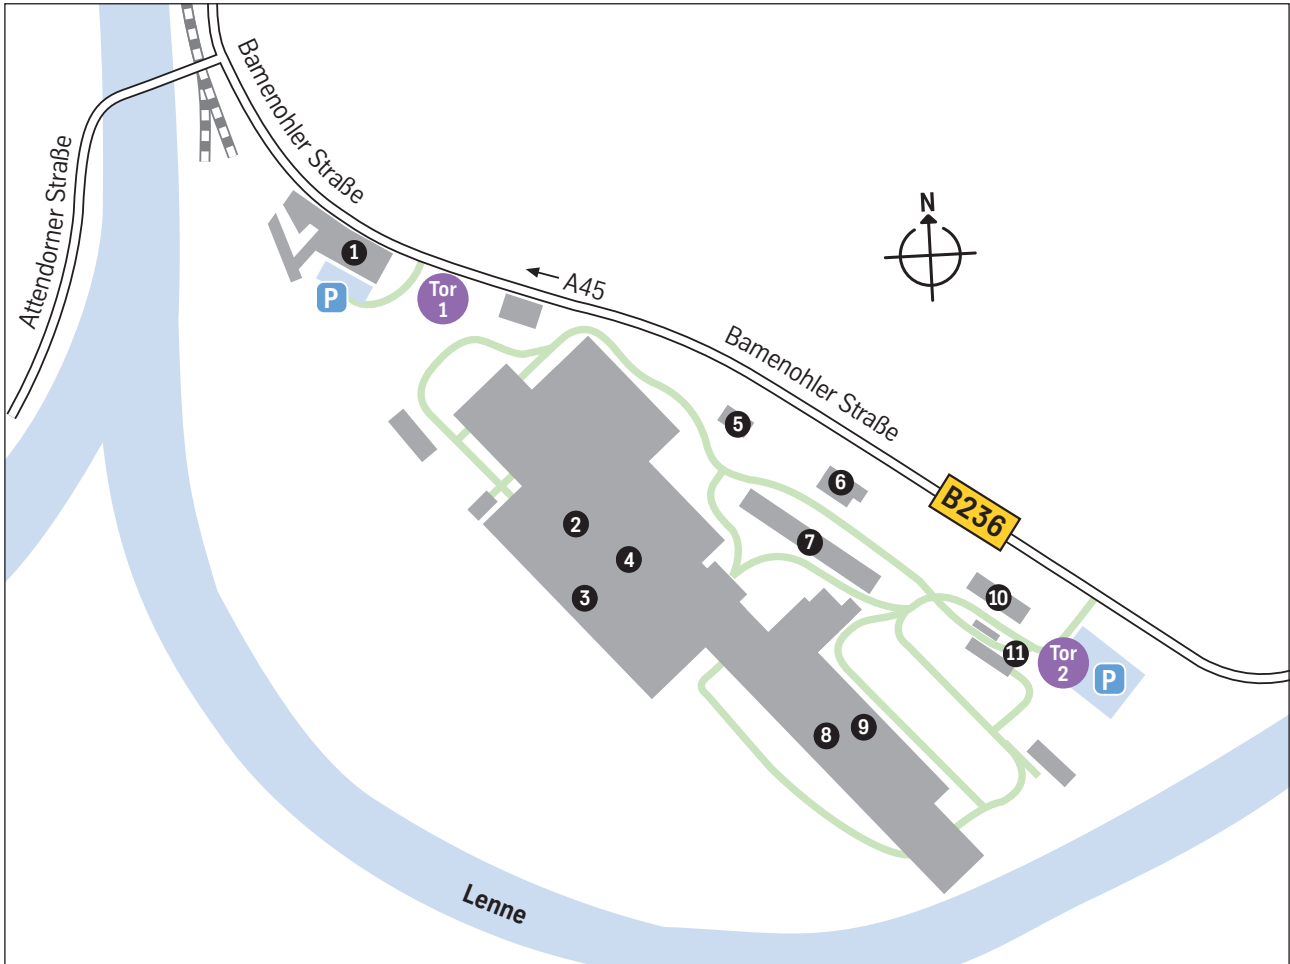 Bamenohler Straße
Attendorner Straße
N
1
P
Tor
1
A45
Bamenohler Straße
5
6
B236
2
7
4
3
10
11
Tor
2
P
9
8
Lenne